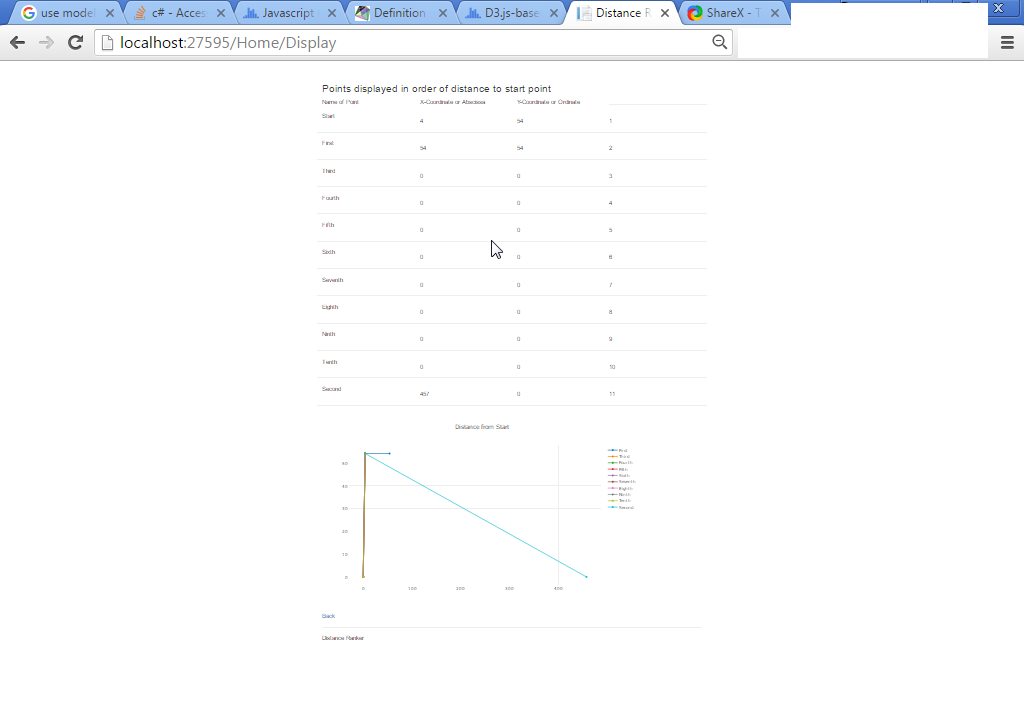 use model c# - Acces Javascript Definition D3.js-base Distance R ShareX - T
localhost:27595/Home/Display
Points displayed in order of distance to start point
Name of Point X-Coordinate or Abscissa Y-Coordinate or Ordinate
Start 4 54 1
First 54 54 2
Third 0 0 3
Fourth 0 0 4
Fifth 0 0 5
Sixth 0 0 6
Seventh 0 0 7
Eighth 0 0 8
Ninth 0 0 9
Tenth 0 0 10
Second 457 0 11
Distance from Start
50
40
30
20
10
0
0 100 200 300 400
First
Third
Fourth
Fifth
Sixth
Seventh
Eighth
Ninth
Tenth
Second
Back
Distance Ranker